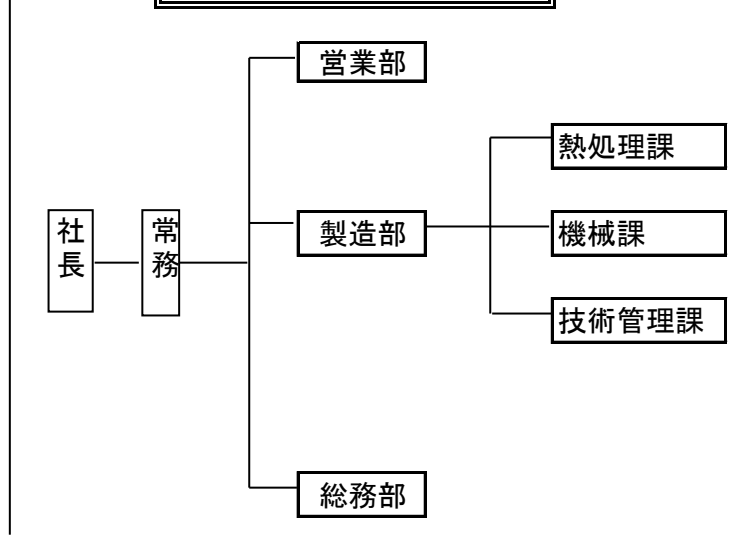 営業部
熱処理課
社長
常務
製造部
機械課
技術管理課
総務部